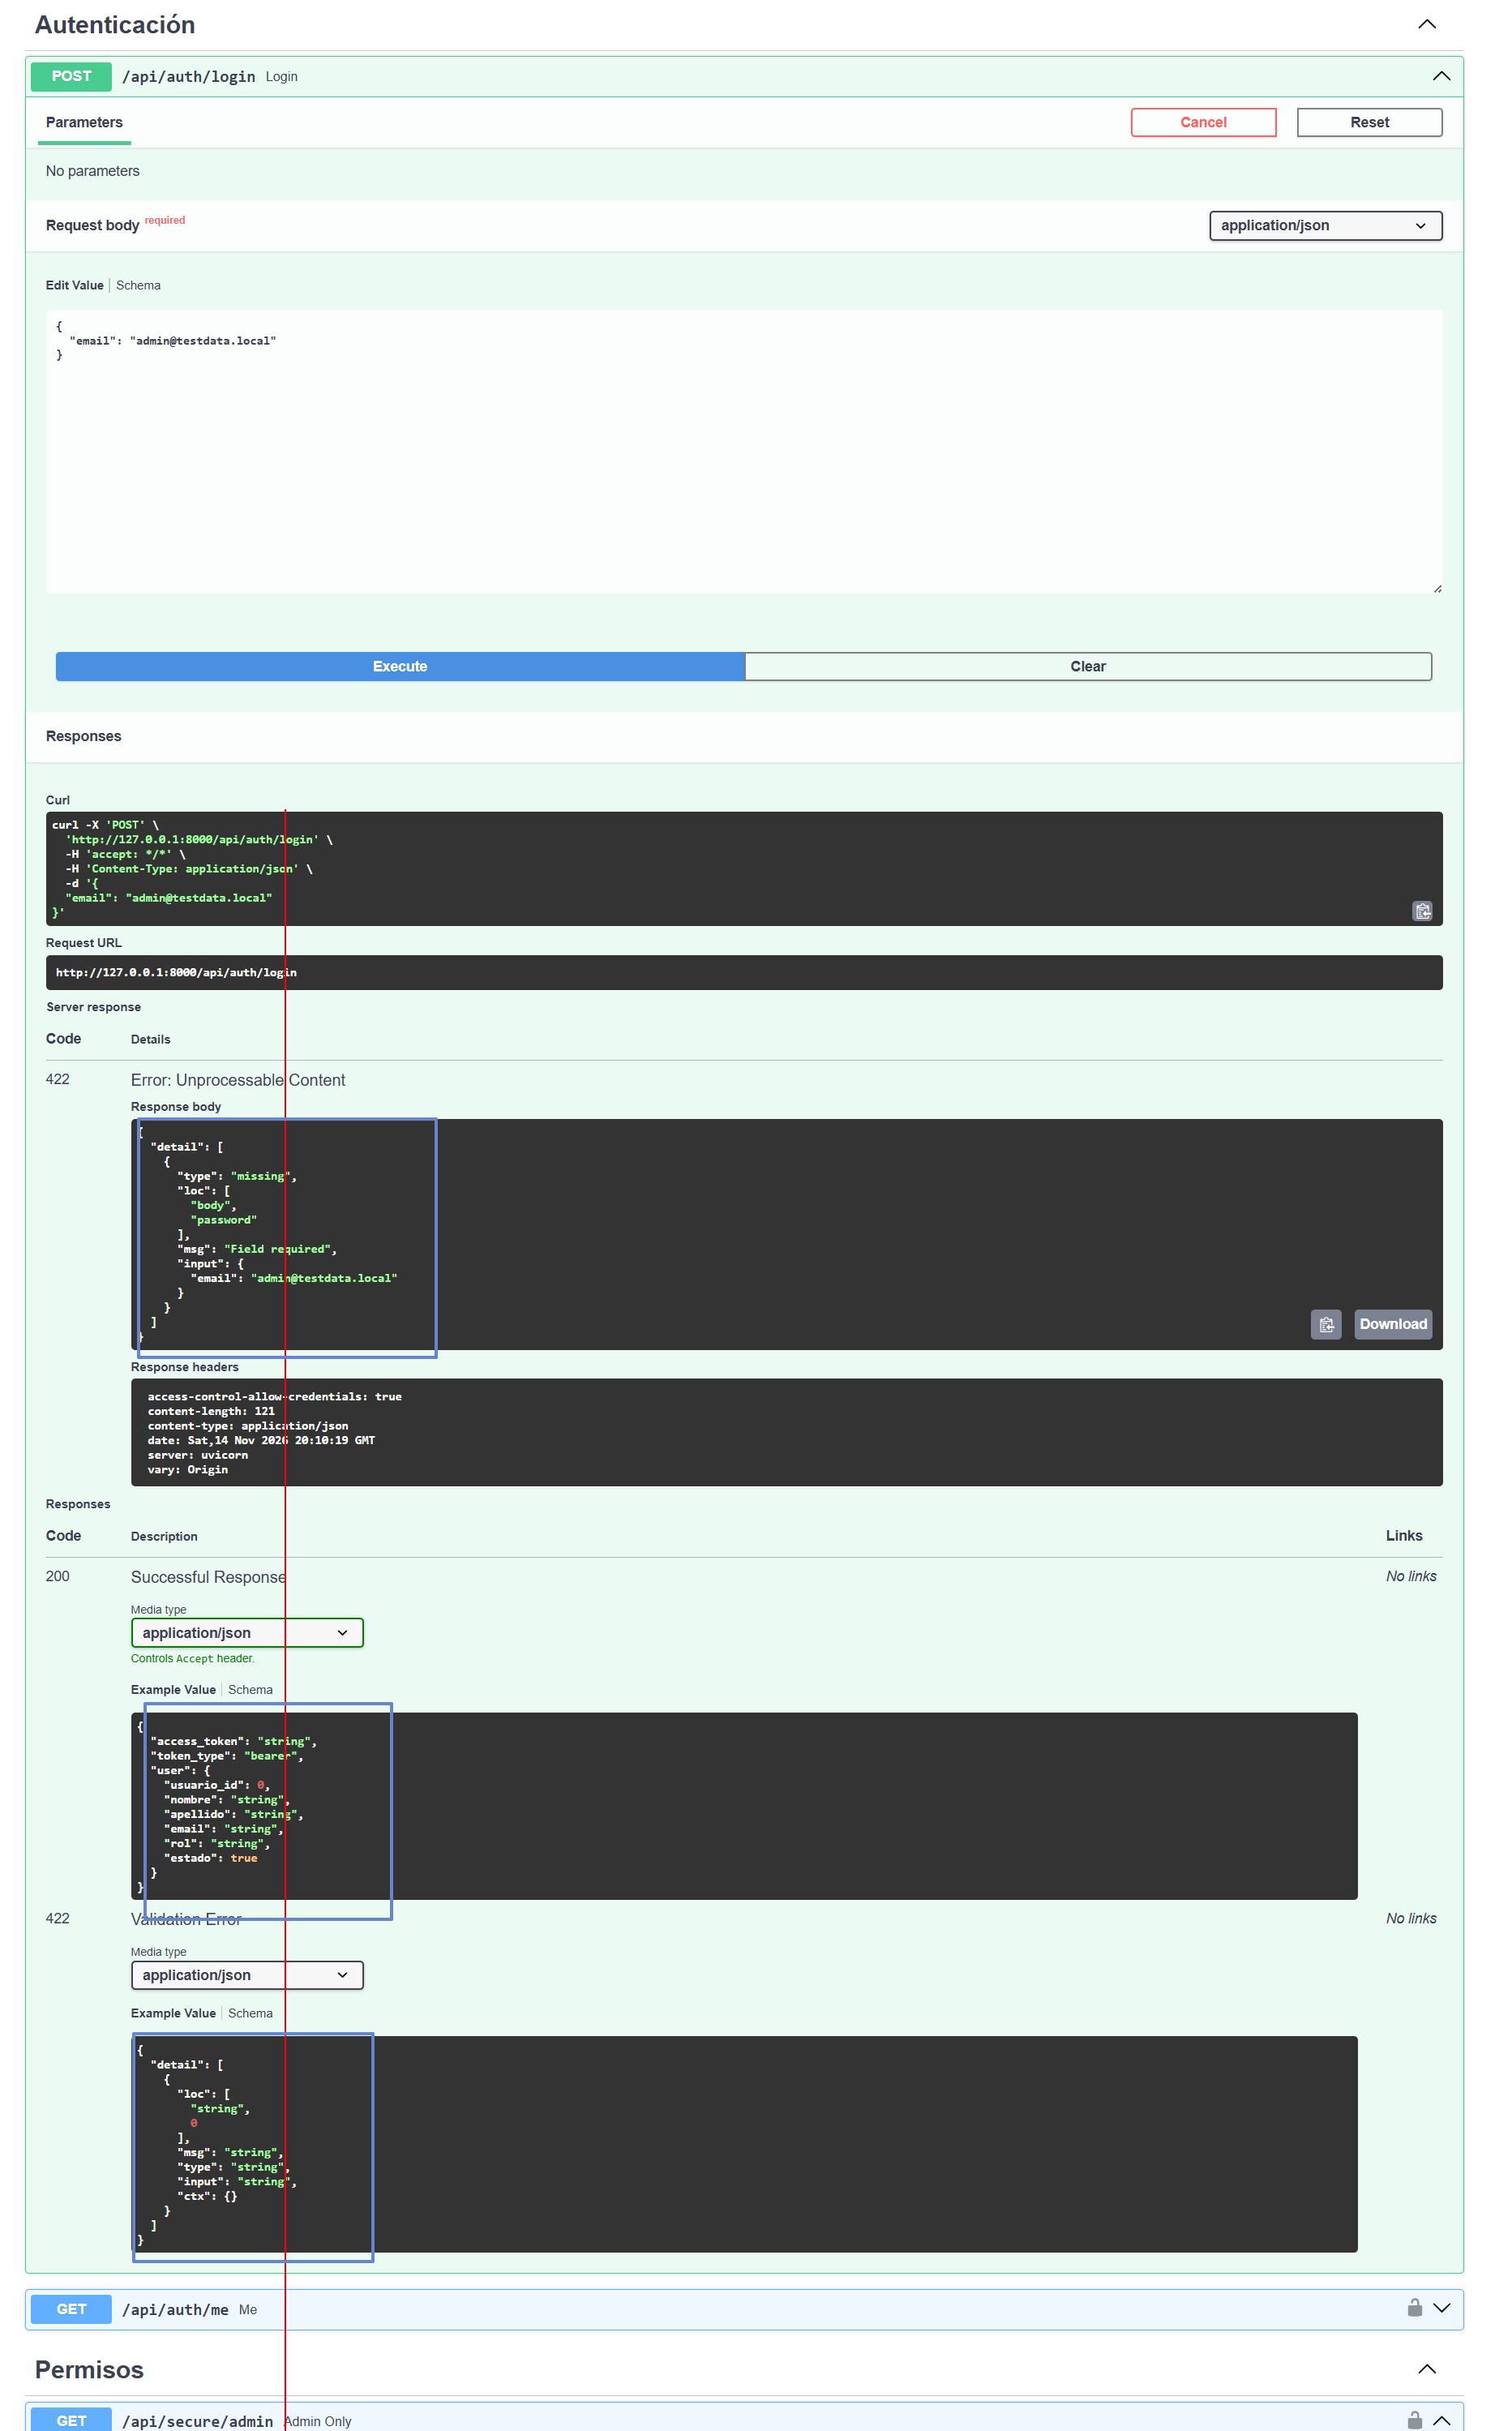 Autenticación
POST /api/auth/login Login
Parameters
Cancel
Reset
No parameters
Request body required
application/json
Edit Value | Schema
{
  "email": "admin@testdata.local"
}
Execute
Clear
Responses
Curl
curl -X 'POST' \
  'http://127.0.0.1:8000/api/auth/login' \
  -H 'accept: */*' \
  -H 'Content-Type: application/json' \
  -d '{
  "email": "admin@testdata.local"
}'
Request URL
http://127.0.0.1:8000/api/auth/login
Server response
Code Details
422 Error: Unprocessable Content
Response body
{
  "detail": [
    {
      "type": "missing",
      "loc": [
        "body",
        "password"
      ],
      "msg": "Field required",
      "input": {
        "email": "admin@testdata.local"
      }
    }
  ]
}
Download
Response headers
access-control-allow-credentials: true
content-length: 121
content-type: application/json
date: Sat,14 Nov 2026 20:10:19 GMT
server: uvicorn
vary: Origin
Responses
Code Description Links
200 Successful Response No links
Media type
application/json
Controls Accept header.
Example Value | Schema
{
  "access_token": "string",
  "token_type": "bearer",
  "user": {
    "usuario_id": 0,
    "nombre": "string",
    "apellido": "string",
    "email": "string",
    "rol": "string",
    "estado": true
  }
}
422 Validation Error No links
Media type
application/json
Example Value | Schema
{
  "detail": [
    {
      "loc": [
        "string",
        0
      ],
      "msg": "string",
      "type": "string",
      "input": "string",
      "ctx": {}
    }
  ]
}
GET /api/auth/me Me
Permisos
GET /api/secure/admin Admin Only